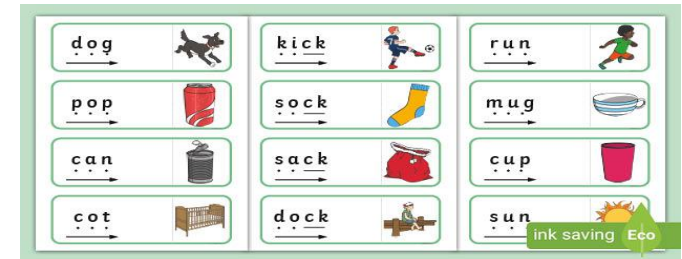 dog
pop
can
cot
kick
sock
sack
dock
run
mug
cup
sun
ink saving Eco